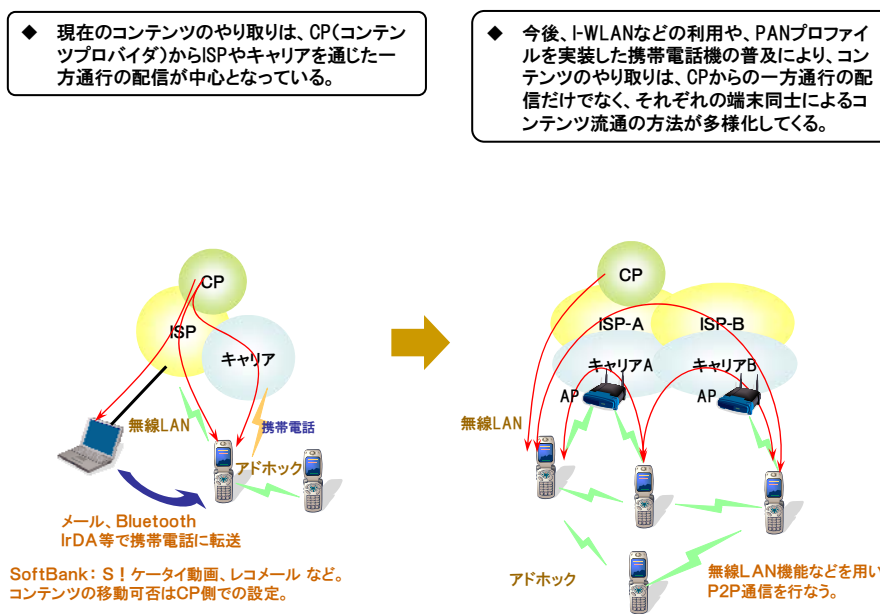 ◆ 現在のコンテンツのやり取りは、CP(コンテン
ツプロバイダ)からISPやキャリアを通じた一
方通行の配信が中心となっている。
◆ 今後、I-WLANなどの利用や、PANプロファイ
ルを実装した携帯電話機の普及により、コン
テンツのやり取りは、CPからの一方通行の配
信だけでなく、それぞれの端末同士によるコ
ンテンツ流通の方法が多様化してくる。
CP
ISP
キャリア
無線LAN
携帯電話
アドホック
メール、Bluetooth
IrDA等で携帯電話に転送
SoftBank: S!ケータイ動画、レコメール など。
コンテンツの移動可否はCP側での設定。
CP
ISP-A
ISP-B
キャリアA
キャリアB
AP
AP
無線LAN
アドホック
無線LAN機能などを用い
P2P通信を行なう。